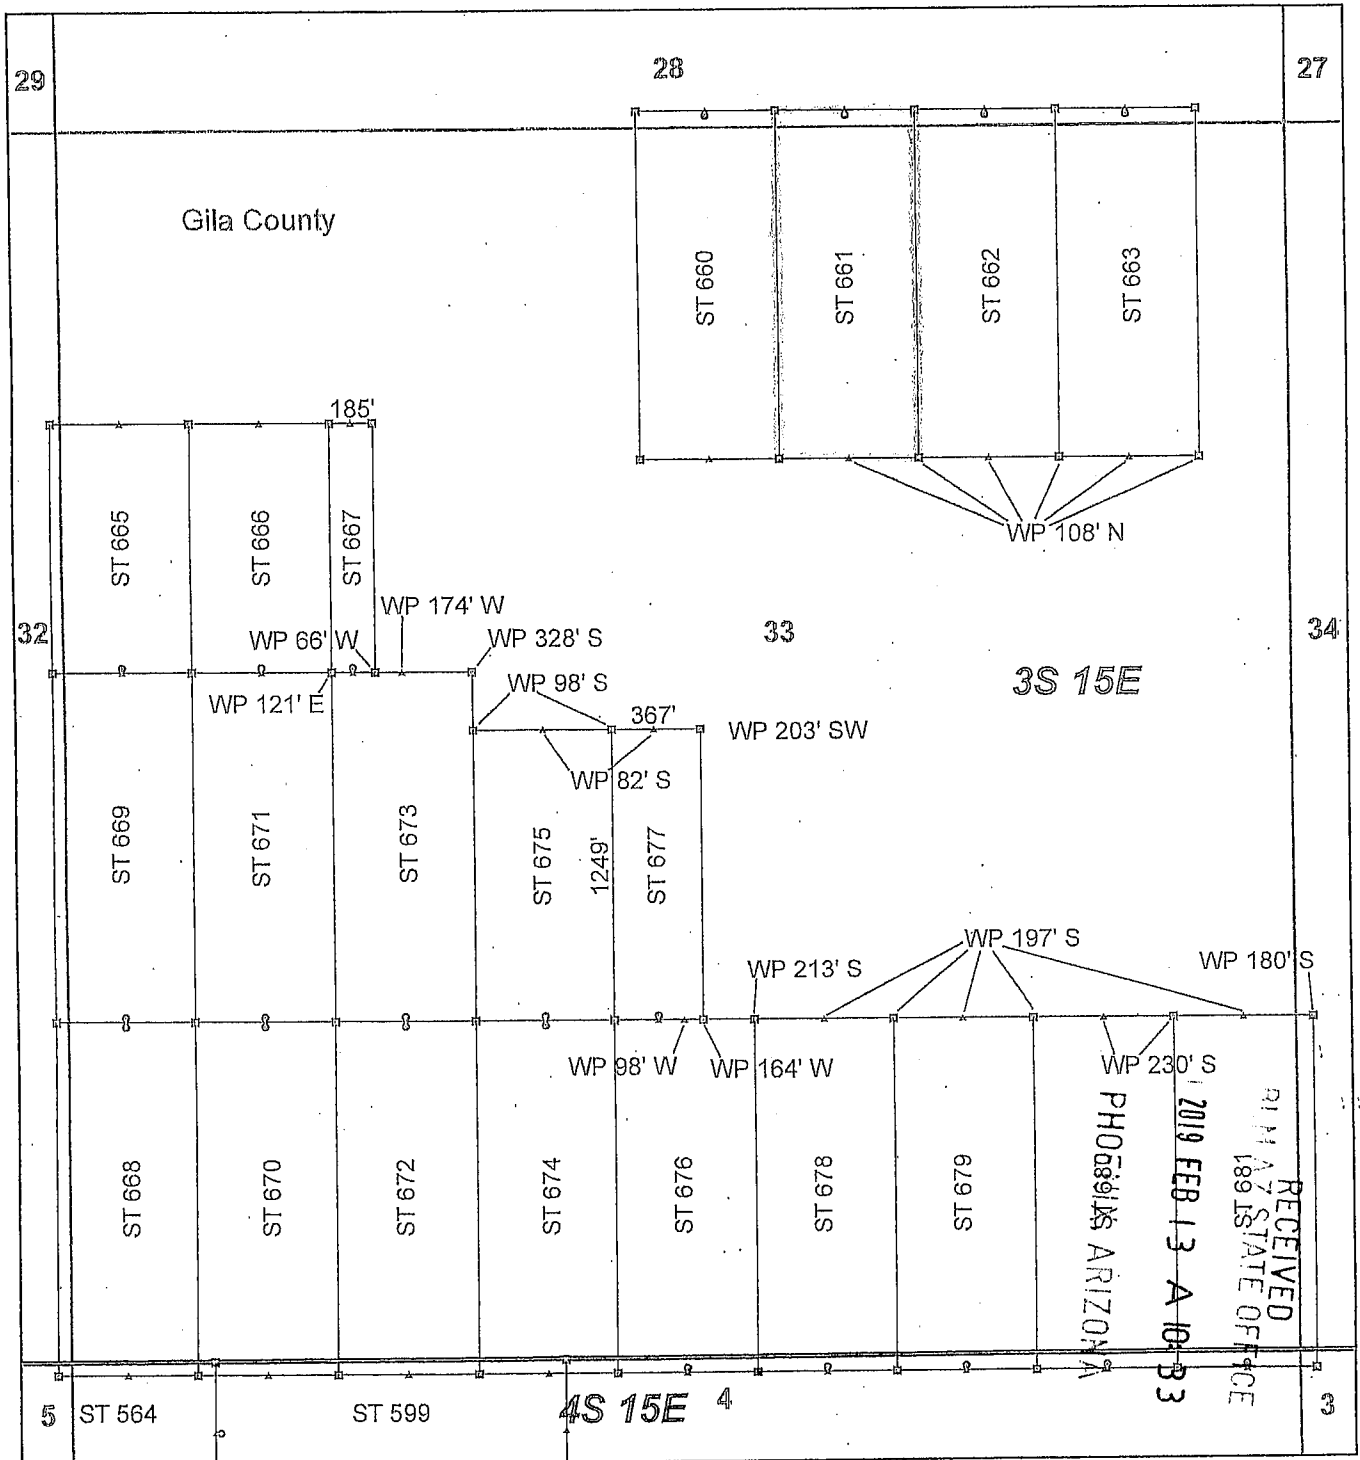 29
28
27
Gila County
ST 660
ST 661
ST 662
ST 663
185'
WP 108' N
ST 665
ST 666
ST 667
WP 174' W
32
WP 66' W
WP 328' S
33
34
WP 121' E
WP 98' S
3S 15E
367'
WP 203' SW
WP 82' S
ST 669
ST 671
ST 673
ST 675
1249'
ST 677
WP 197' S
WP 213' S
WP 180' S
WP 98' W
WP 164' W
WP 230' S
ST 668
ST 670
ST 672
ST 674
ST 676
ST 678
ST 679
ST 681
RECEIVED
AZ STATE OFFICE
2019 FEB 13 A 10:33
ARIZONA
5
ST 564
ST 599
4S 15E
4
3